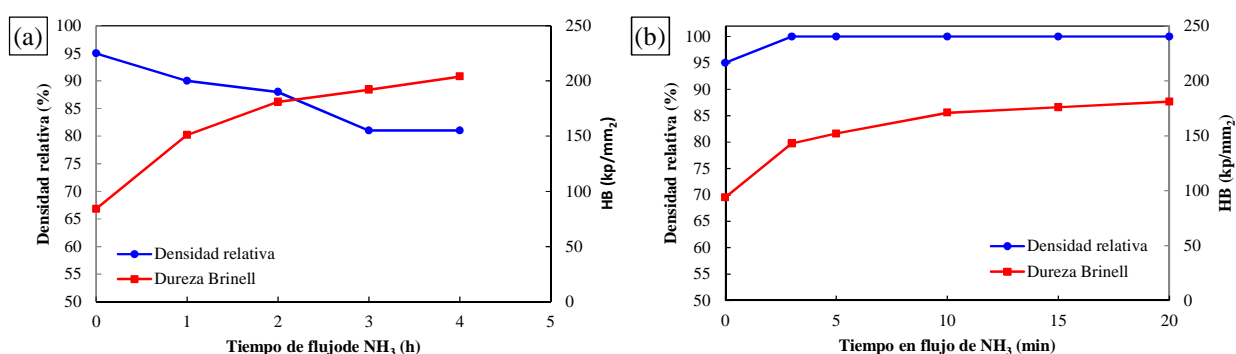 (a)
100
95
90
85
80
75
70
65
60
55
50
Densidad relativa (%)
250
200
150
100
50
0
HB (kp/mm₂)
Densidad relativa
Dureza Brinell
0 1 2 3 4 5
Tiempo de flujode NH₃ (h)
(b)
100
95
90
85
80
75
70
65
60
55
50
Densidad relativa (%)
250
200
150
100
50
0
HB (kp/mm₂)
Densidad relativa
Dureza Brinell
0 5 10 15 20
Tiempo en flujo de NH₃ (min)